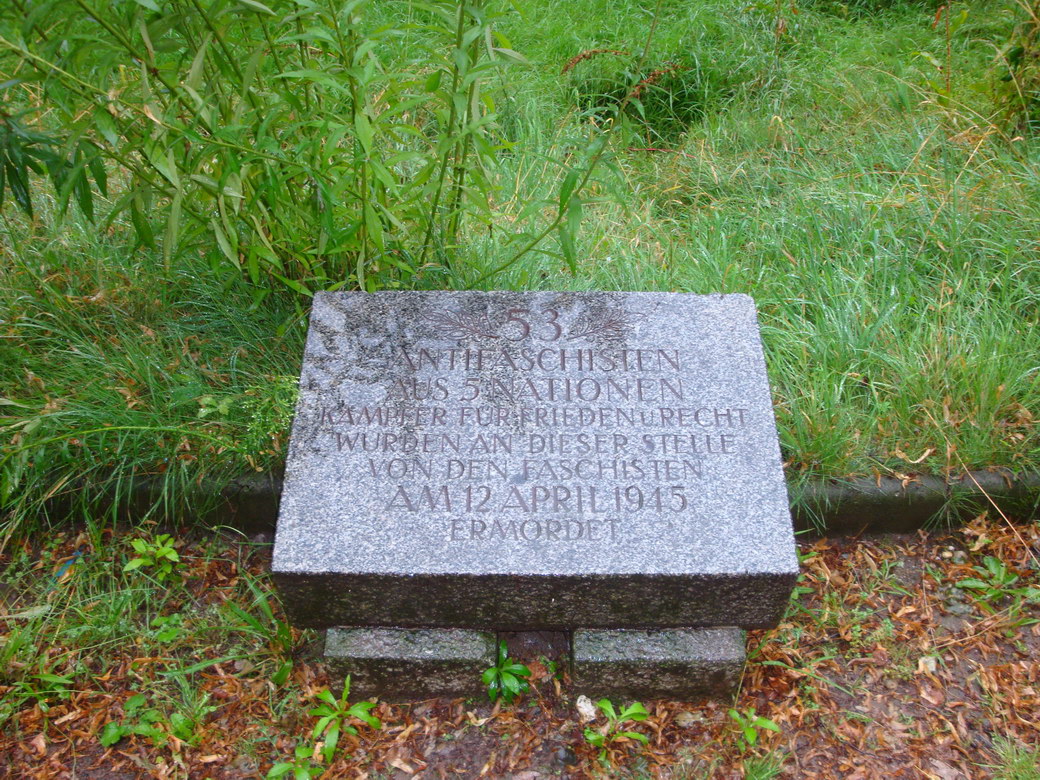 53
ANTIFASCHISTEN
AUS 5 NATIONEN
KÄMPFER FÜR FRIEDEN U RECHT
WURDEN AN DIESER STELLE
VON DEN FASCHISTEN
AM 12 APRIL 1945
ERMORDET